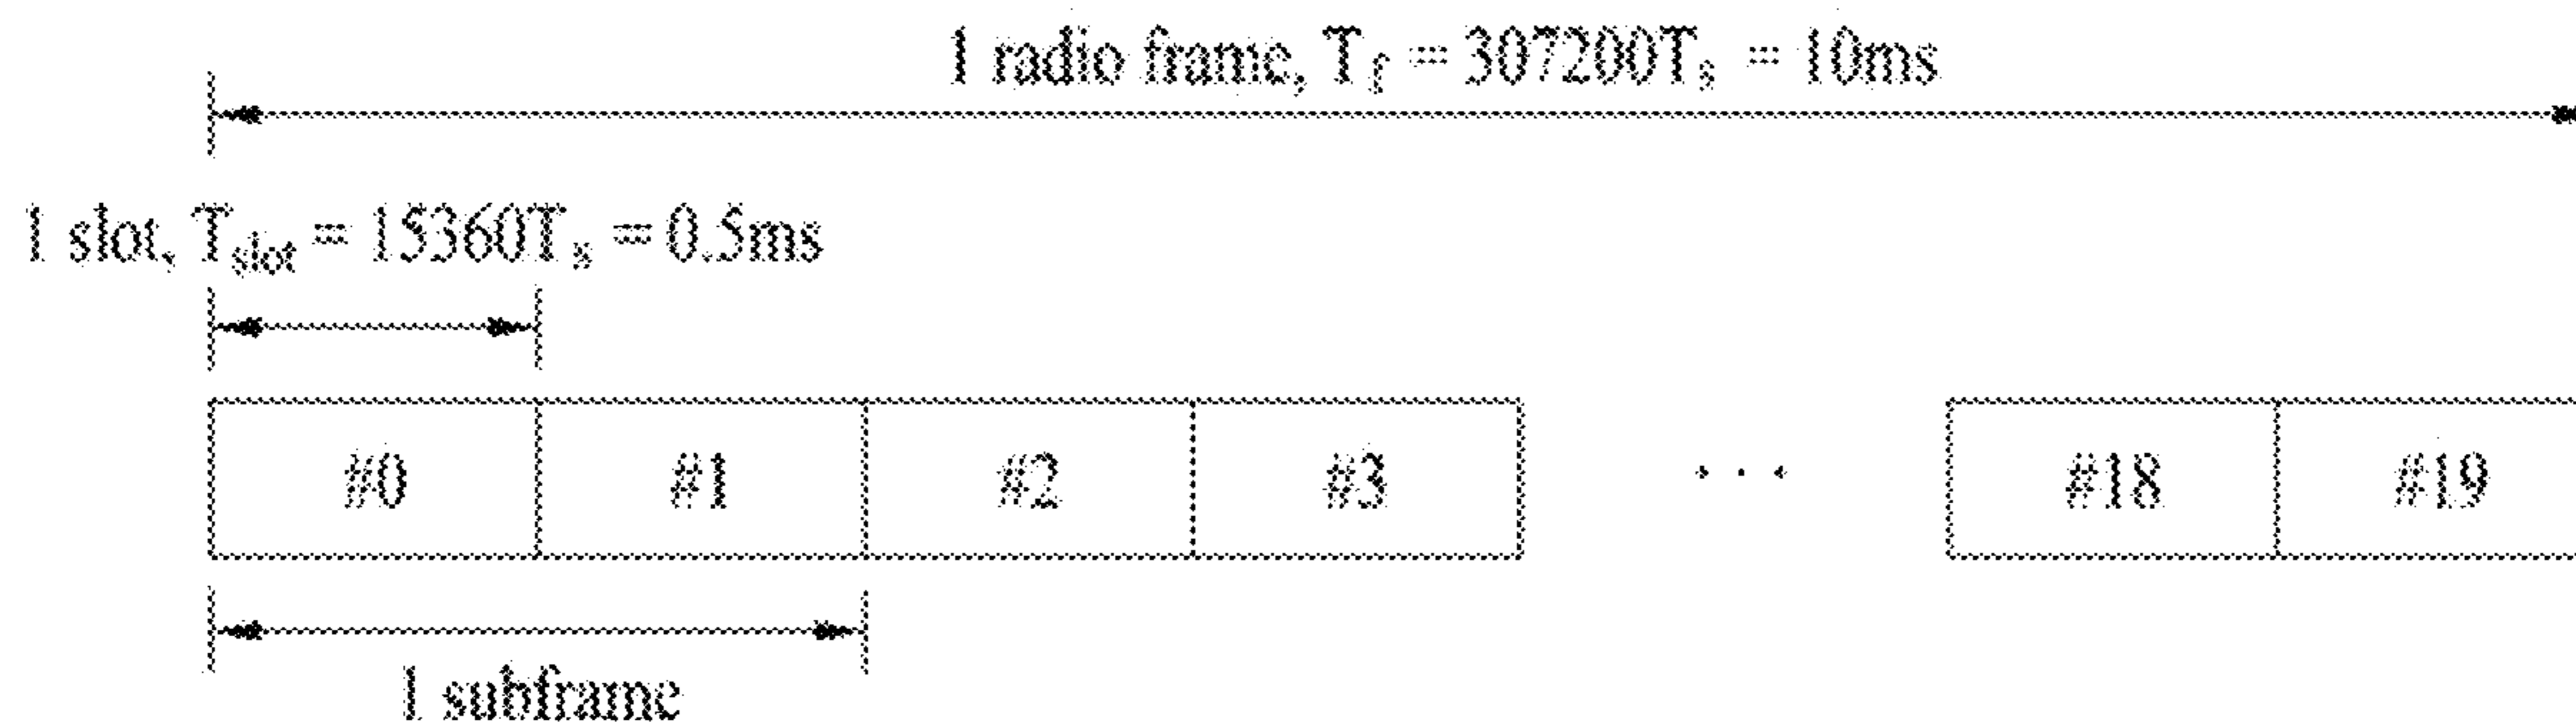 1 radio frame, Tf = 307200Ts = 10ms
1 slot, Tslot = 15360Ts = 0.5ms
#0 #1 #2 #3 ... #18 #19
1 subframe